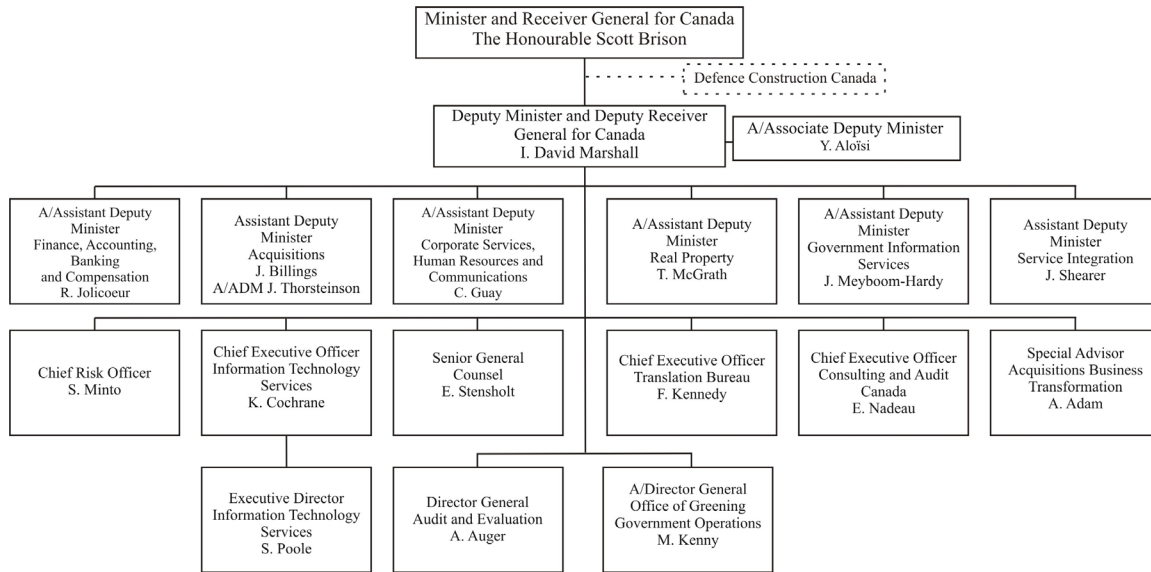 Minister and Receiver General for Canada
The Honourable Scott Brison
Defence Construction Canada
Deputy Minister and Deputy Receiver
General for Canada
I. David Marshall
A/Associate Deputy Minister
Y. Aloïsi
A/Assistant Deputy
Minister
Finance, Accounting,
Banking
and Compensation
R. Jolicoeur
Assistant Deputy
Minister
Acquisitions
J. Billings
A/ADM J. Thorsteinson
A/Assistant Deputy
Minister
Corporate Services,
Human Resources and
Communications
C. Guay
A/Assistant Deputy
Minister
Real Property
T. McGrath
A/Assistant Deputy
Minister
Government Information
Services
J. Meyboom-Hardy
Assistant Deputy
Minister
Service Integration
J. Shearer
Chief Risk Officer
S. Minto
Chief Executive Officer
Information Technology
Services
K. Cochrane
Senior General
Counsel
E. Stensholt
Chief Executive Officer
Translation Bureau
F. Kennedy
Chief Executive Officer
Consulting and Audit
Canada
E. Nadeau
Special Advisor
Acquisitions Business
Transformation
A. Adam
Executive Director
Information Technology
Services
S. Poole
Director General
Audit and Evaluation
A. Auger
A/Director General
Office of Greening
Government Operations
M. Kenny